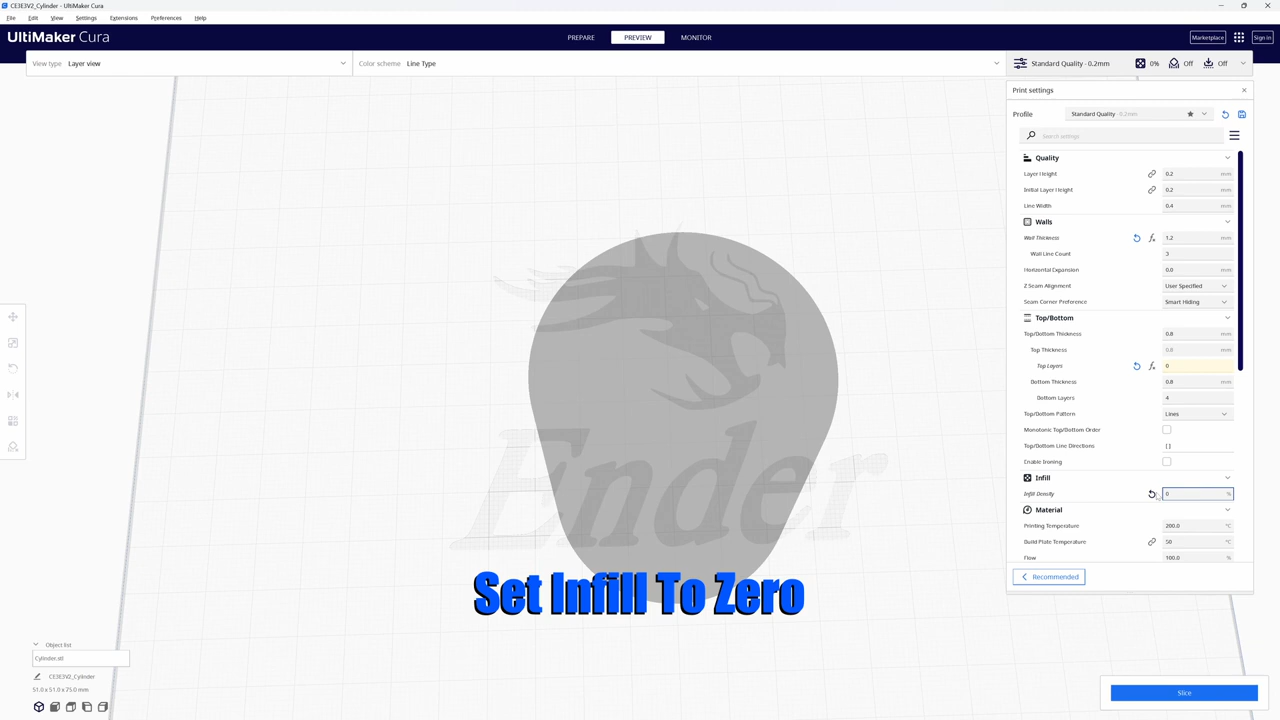 CE3E3V2_Cylinder - UltiMaker Cura
File Edit View Settings Extensions Preferences Help
UltiMaker Cura
PREPARE PREVIEW MONITOR
Marketplace
Sign in
View type Layer view
Color scheme Line Type
Standard Quality - 0.2mm 0% Off Off
Print settings
Profile Standard Quality - 0.2mm
Search settings
Quality
Layer Height 0.2 mm
Initial Layer Height 0.2 mm
Line Width 0.4 mm
Walls
Wall Thickness 1.2 mm
Wall Line Count 3
Horizontal Expansion 0.0 mm
Z Seam Alignment User Specified
Seam Corner Preference Smart Hiding
Top/Bottom
Top/Bottom Thickness 0.8 mm
Top Thickness 0.8 mm
Top Layers 0
Bottom Thickness 0.8 mm
Bottom Layers 4
Top/Bottom Pattern Lines
Monotonic Top/Bottom Order
Top/Bottom Line Directions [ ]
Enable Ironing
Infill
Infill Density 0 %
Material
Printing Temperature 200.0 °C
Build Plate Temperature 50 °C
Flow 100.0 %
Recommended
Ender
Set Infill To Zero
Object list
Cylinder.stl
CE3E3V2_Cylinder
51.0 x 51.0 x 75.0 mm
Slice